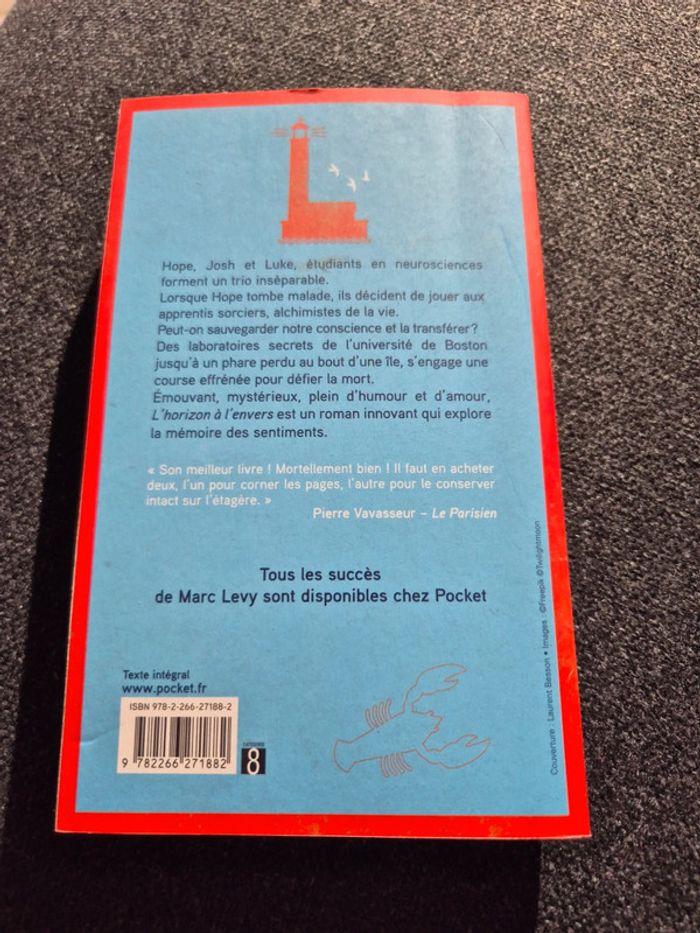 Hope, Josh et Luke, étudiants en neurosciences
forment un trio inséparable.
Lorsque Hope tombe malade, ils décident de jouer aux
apprentis sorciers, alchimistes de la vie.
Peut-on sauvegarder notre conscience et la transférer ?
Des laboratoires secrets de l'université de Boston
jusqu'à un phare perdu au bout d'une île, s'engage une
course effrénée pour défier la mort.
Émouvant, mystérieux, plein d'humour et d'amour,
L'horizon à l'envers est un roman innovant qui explore
la mémoire des sentiments.
« Son meilleur livre ! Mortellement bien ! Il faut en acheter
deux, l'un pour corner les pages, l'autre pour le conserver
intact sur l'étagère. »
Pierre Vavasseur – Le Parisien
Tous les succès
de Marc Levy sont disponibles chez Pocket
Texte intégral
www.pocket.fr
ISBN 978-2-266-27188-2
9 782266 271882
CATÉGORIE
8
Couverture : Laurent Besson • Images : ©Freepik ©Twilightmoon